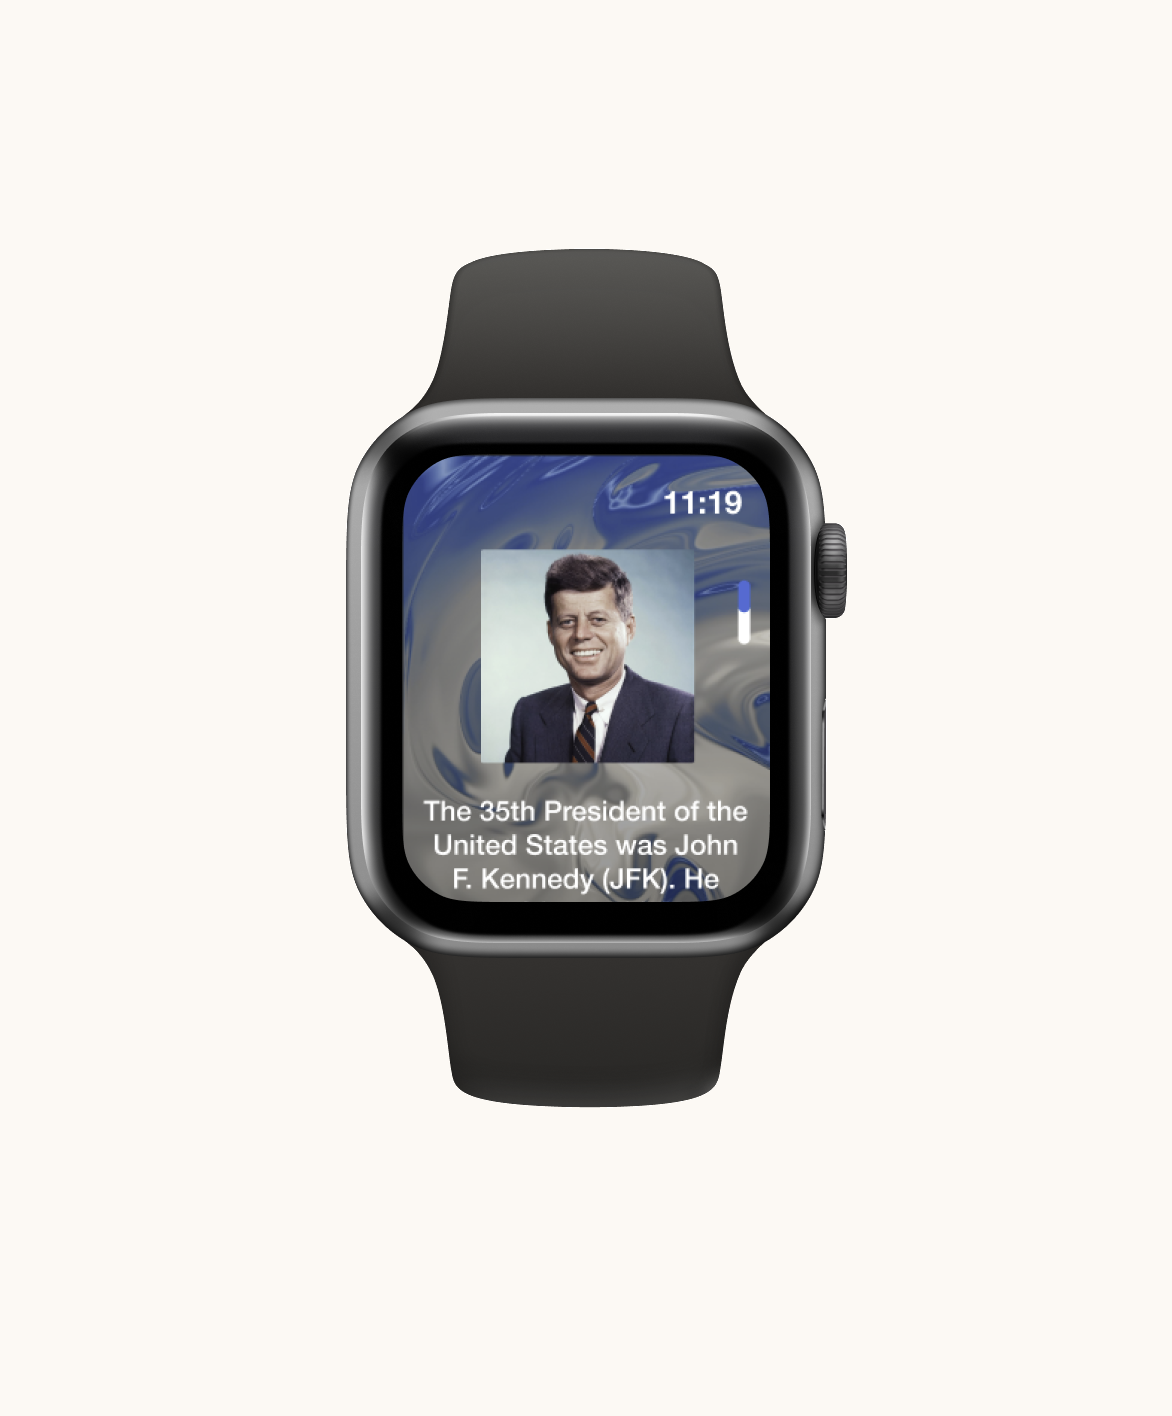 11:19
The 35th President of the
United States was John
F. Kennedy (JFK). He